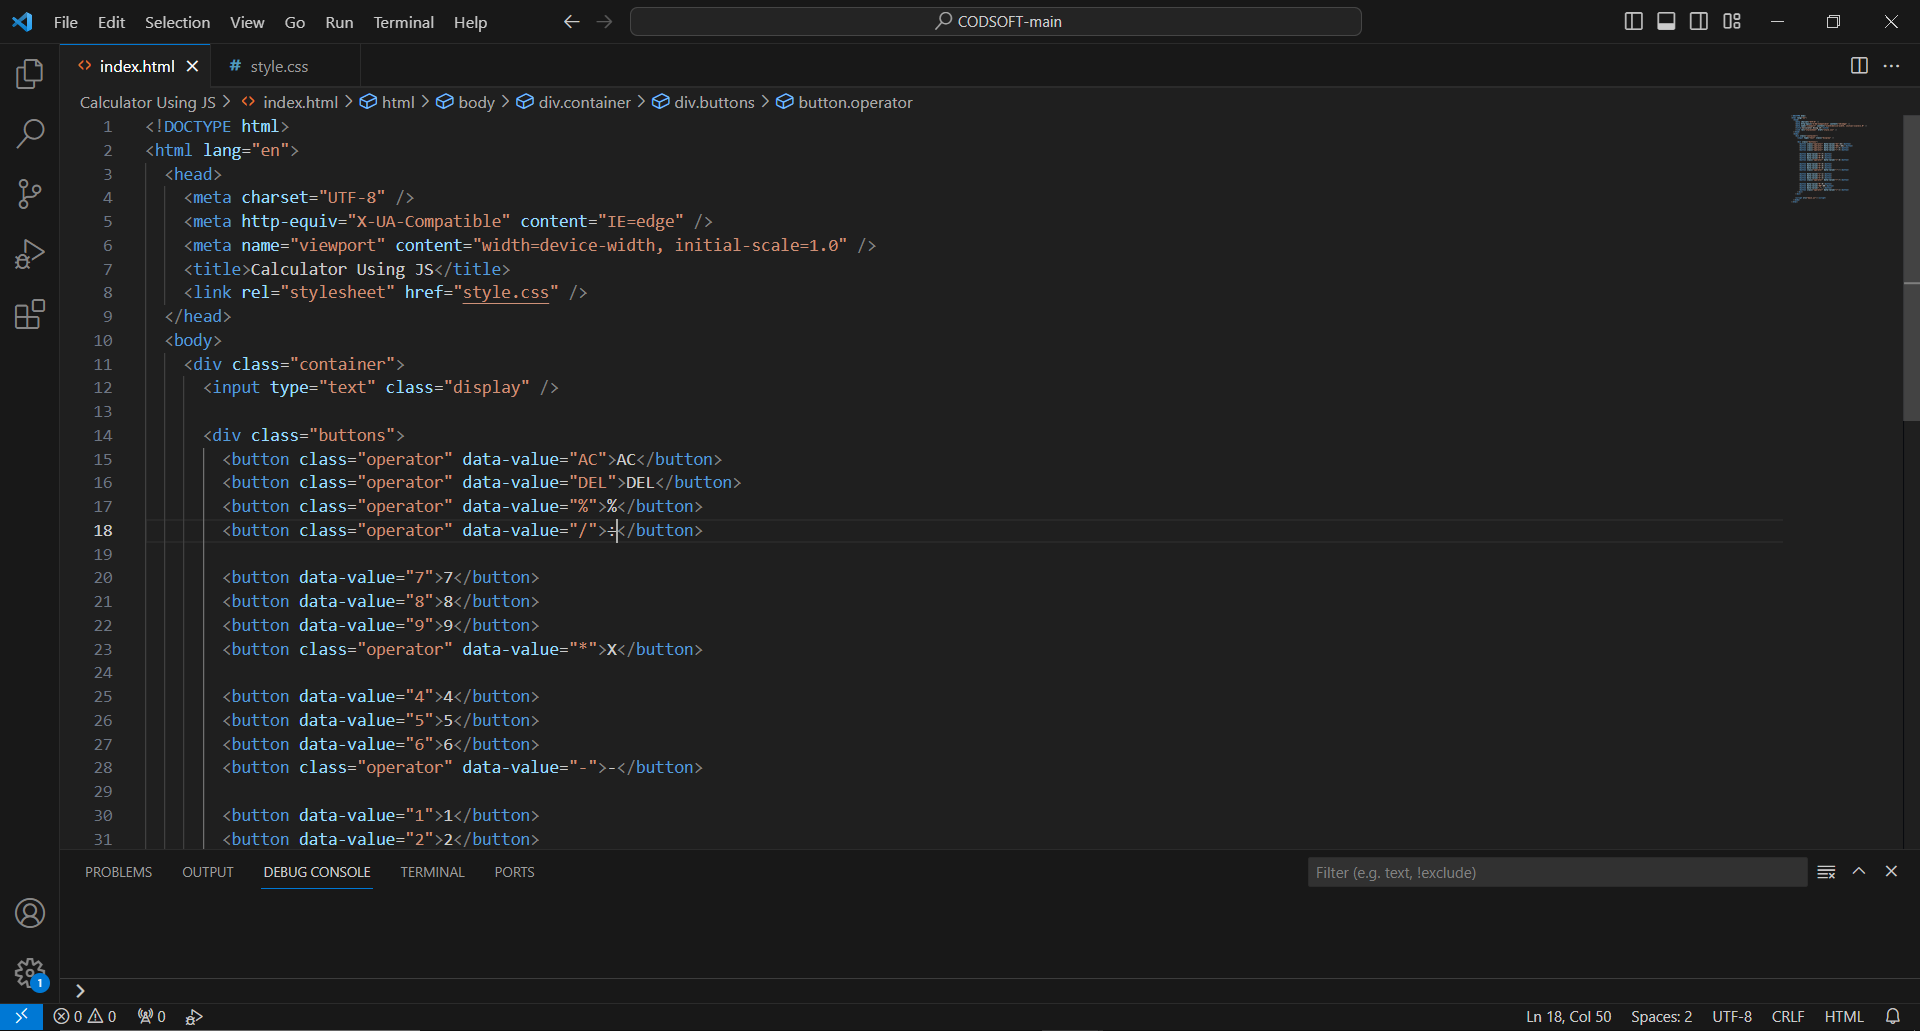 File Edit Selection View Go Run Terminal Help CODSOFT-main
index.html # style.css
Calculator Using JS > index.html > html > body > div.container > div.buttons > button.operator
1 <!DOCTYPE html>
2 <html lang="en">
3 <head>
4 <meta charset="UTF-8" />
5 <meta http-equiv="X-UA-Compatible" content="IE=edge" />
6 <meta name="viewport" content="width=device-width, initial-scale=1.0" />
7 <title>Calculator Using JS</title>
8 <link rel="stylesheet" href="style.css" />
9 </head>
10 <body>
11 <div class="container">
12 <input type="text" class="display" />
13
14 <div class="buttons">
15 <button class="operator" data-value="AC">AC</button>
16 <button class="operator" data-value="DEL">DEL</button>
17 <button class="operator" data-value="%">%</button>
18 <button class="operator" data-value="/">÷</button>
19
20 <button data-value="7">7</button>
21 <button data-value="8">8</button>
22 <button data-value="9">9</button>
23 <button class="operator" data-value="*">X</button>
24
25 <button data-value="4">4</button>
26 <button data-value="5">5</button>
27 <button data-value="6">6</button>
28 <button class="operator" data-value="-">-</button>
29
30 <button data-value="1">1</button>
31 <button data-value="2">2</button>
PROBLEMS OUTPUT DEBUG CONSOLE TERMINAL PORTS Filter (e.g. text, !exclude)
1
0 0 0 Ln 18, Col 50 Spaces: 2 UTF-8 CRLF HTML